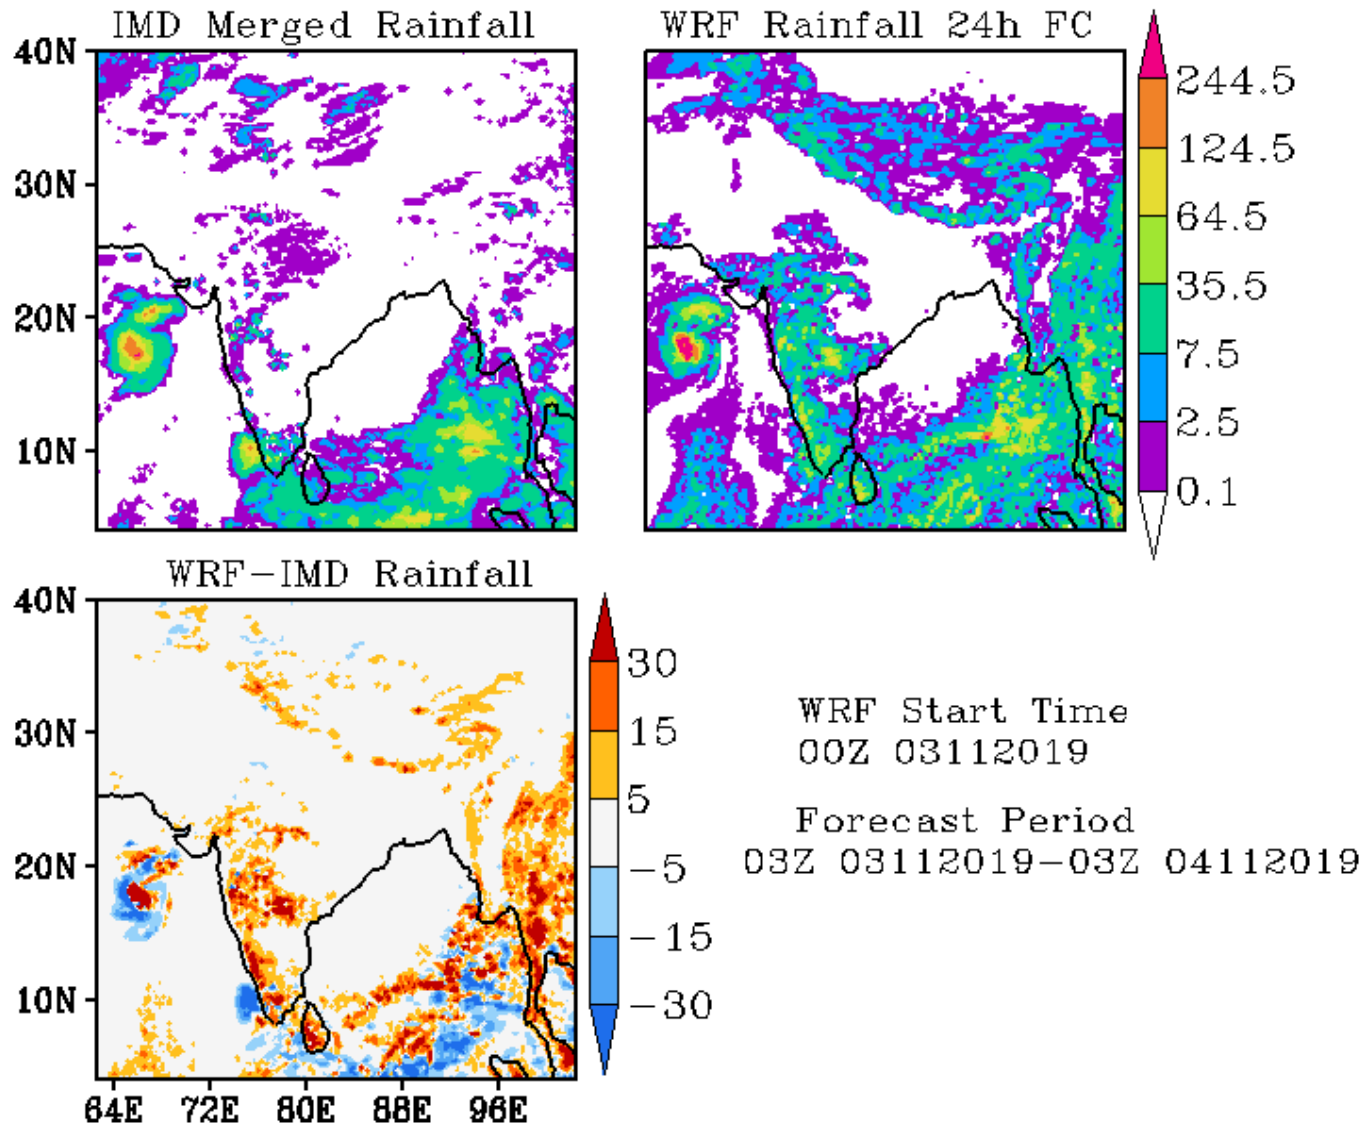 IMD Merged Rainfall
WRF Rainfall 24h FC
40N
30N
20N
10N
244.5
124.5
64.5
35.5
7.5
2.5
0.1
WRF-IMD Rainfall
40N
30N
20N
10N
64E 72E 80E 88E 96E
30
15
5
-5
-15
-30
WRF Start Time
00Z 03112019
Forecast Period
03Z 03112019-03Z 04112019